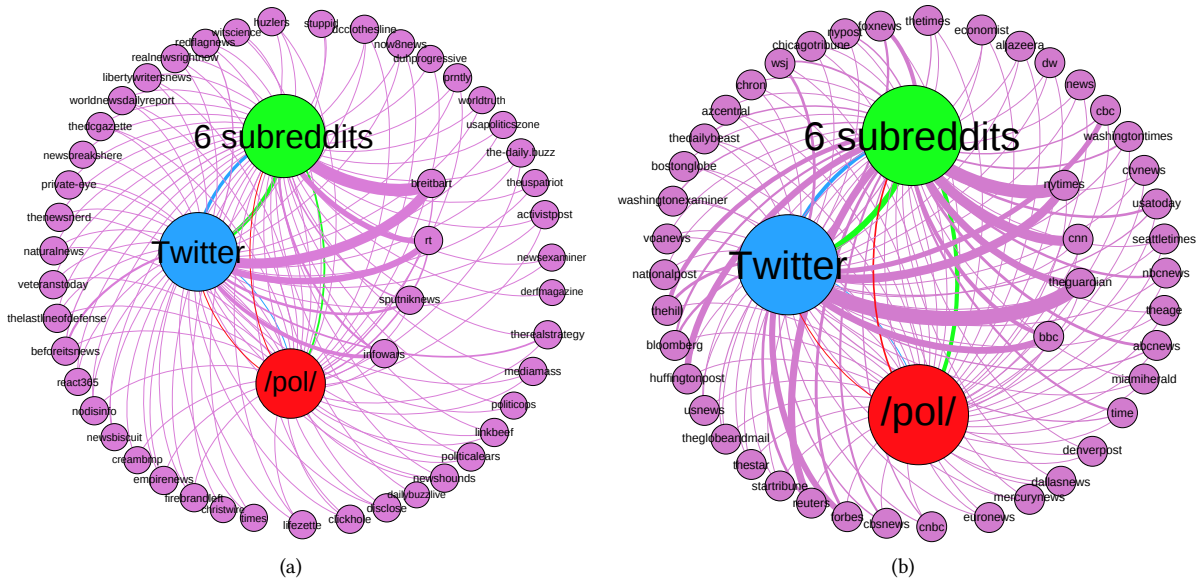 huzlers
stuppid
witscience
dcclothesline
redflagnews
now8news
realnewsrightnow
dunprogressive
libertywritersnews
prntly
worldnewsdailyreport
worldtruth
thedcgazette
6 subreddits
usapoliticszone
newsbreakshere
the-daily.buzz
private-eye
breitbart
theuspatriot
thenewsnerd
activistpost
naturalnews
Twitter
rt
newsexaminer
veteranstoday
derfmagazine
sputniknews
thelastlineofdefense
therealstrategy
beforeitsnews
infowars
mediamass
react365
/pol/
politicops
nodisinfo
linkbeef
newsbiscuit
politicalears
creambmp
newshounds
empirenews
dailybuzzlive
firebrandleft
disclose
christwire
clickhole
times
lifezette
(a)
thetimes
foxnews
economist
nypost
aljazeera
chicagotribune
dw
wsj
news
chron
cbc
azcentral
6 subreddits
washingtontimes
thedailybeast
ctvnews
bostonglobe
nytimes
washingtonexaminer
usatoday
voanews
cnn
seattletimes
nationalpost
Twitter
nbcnews
theguardian
thehill
theage
bbc
bloomberg
abcnews
huffingtonpost
miamiherald
usnews
/pol/
time
theglobeandmail
denverpost
thestar
dallasnews
startribune
mercurynews
reuters
euronews
forbes
cbsnews
cnbc
(b)